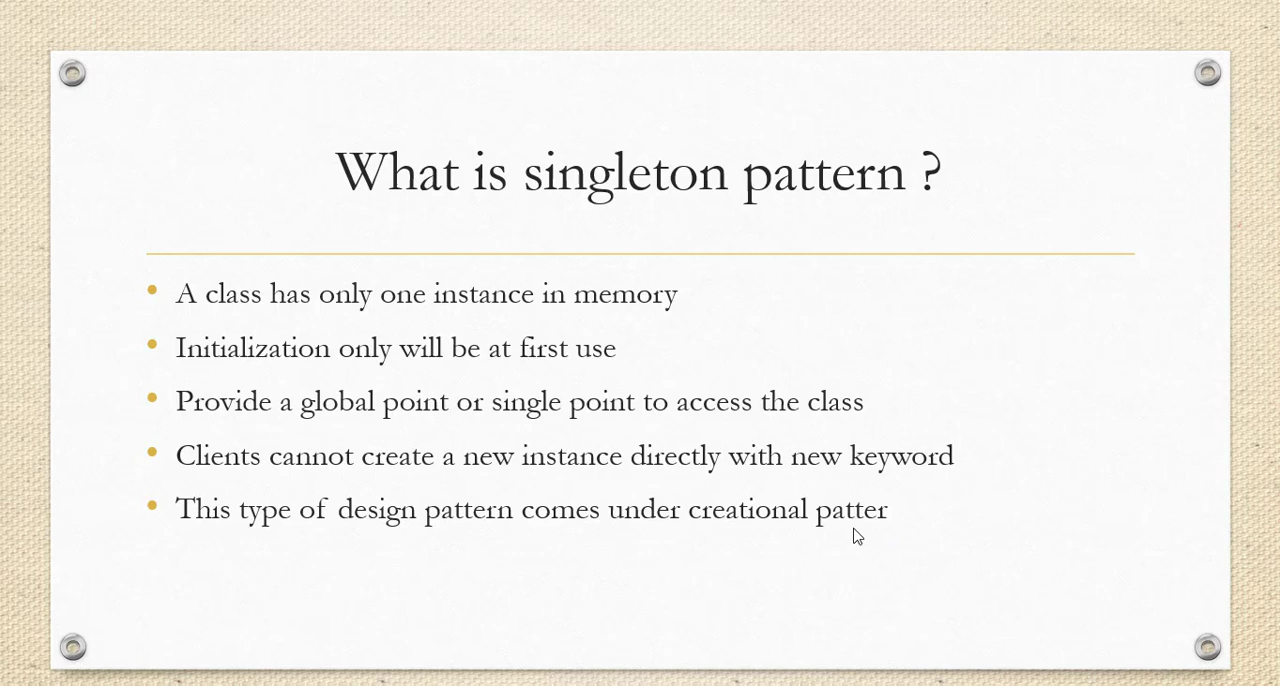 What is singleton pattern ?
A class has only one instance in memory
Initialization only will be at first use
Provide a global point or single point to access the class
Clients cannot create a new instance directly with new keyword
This type of design pattern comes under creational patter